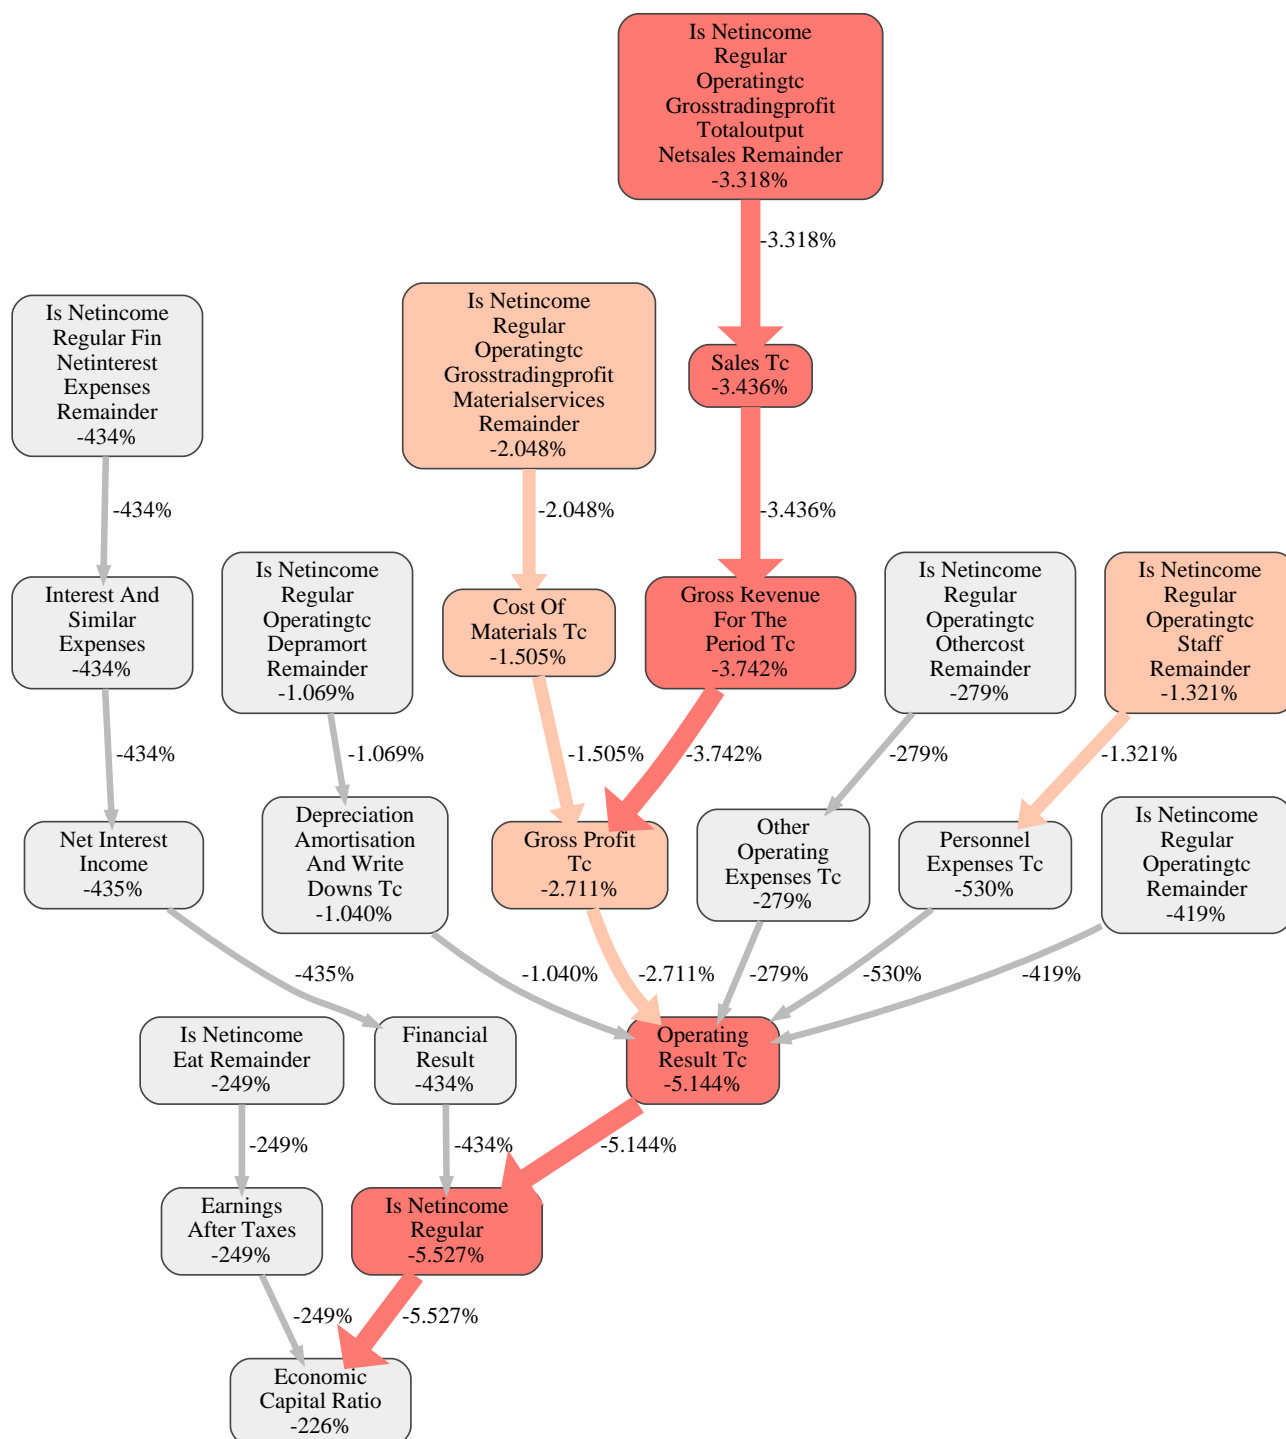 Is Netincome
Regular
Operatingtc
Grosstradingprofit
Totaloutput
Netsales Remainder
-3.318%
-3.318%
Is Netincome
Regular Fin
Netinterest
Expenses
Remainder
-434%
Is Netincome
Regular
Operatingtc
Grosstradingprofit
Materialservices
Remainder
-2.048%
Sales Tc
-3.436%
-434%
-2.048%
-3.436%
Interest And
Similar
Expenses
-434%
Is Netincome
Regular
Operatingtc
Depramort
Remainder
-1.069%
Cost Of
Materials Tc
-1.505%
Gross Revenue
For The
Period Tc
-3.742%
Is Netincome
Regular
Operatingtc
Othercost
Remainder
-279%
Is Netincome
Regular
Operatingtc
Staff
Remainder
-1.321%
-434%
-1.069%
-1.505%
-3.742%
-279%
-1.321%
Net Interest
Income
-435%
Depreciation
Amortisation
And Write
Downs Tc
-1.040%
Gross Profit
Tc
-2.711%
Other
Operating
Expenses Tc
-279%
Personnel
Expenses Tc
-530%
Is Netincome
Regular
Operatingtc
Remainder
-419%
-435%
-1.040%
-2.711%
-279%
-530%
-419%
Is Netincome
Eat Remainder
-249%
Financial
Result
-434%
Operating
Result Tc
-5.144%
-249%
-434%
-5.144%
Earnings
After Taxes
-249%
Is Netincome
Regular
-5.527%
-249%
-5.527%
Economic
Capital Ratio
-226%